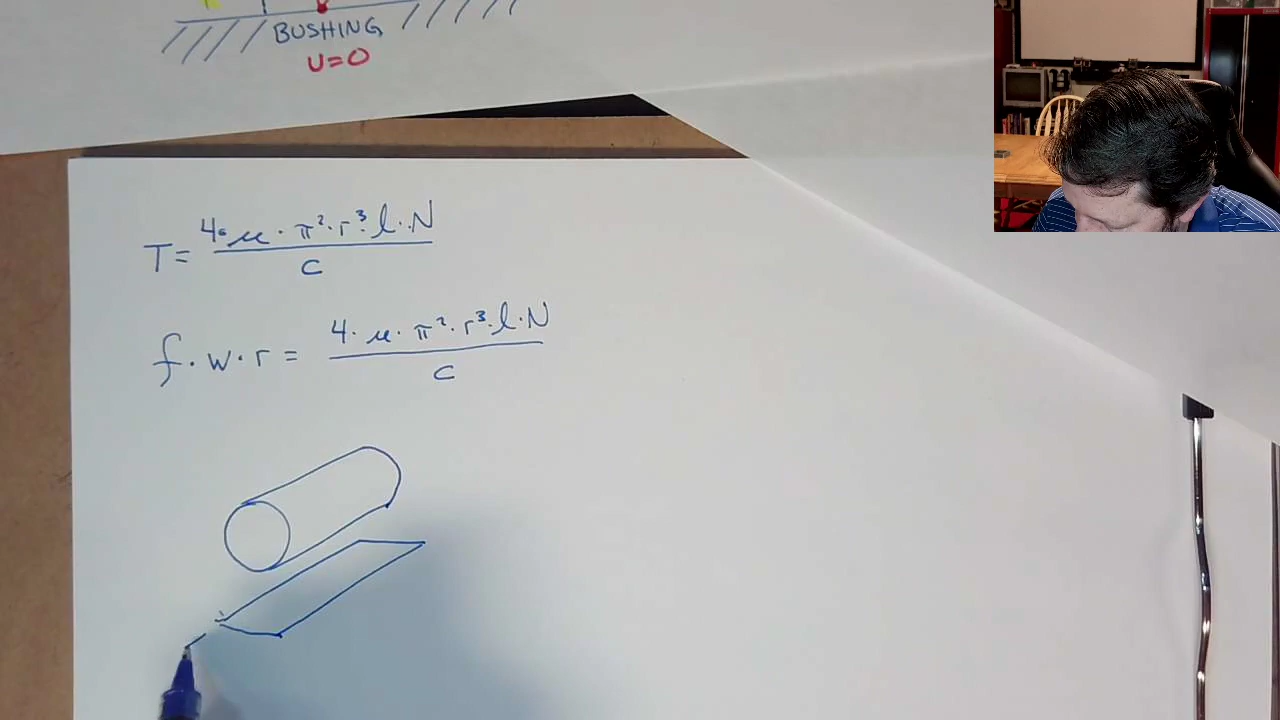 BUSHING
U=0
T= 4·μ·π²·r³·l·N
c
f·w·r= 4·μ·π²·r³·l·N
c